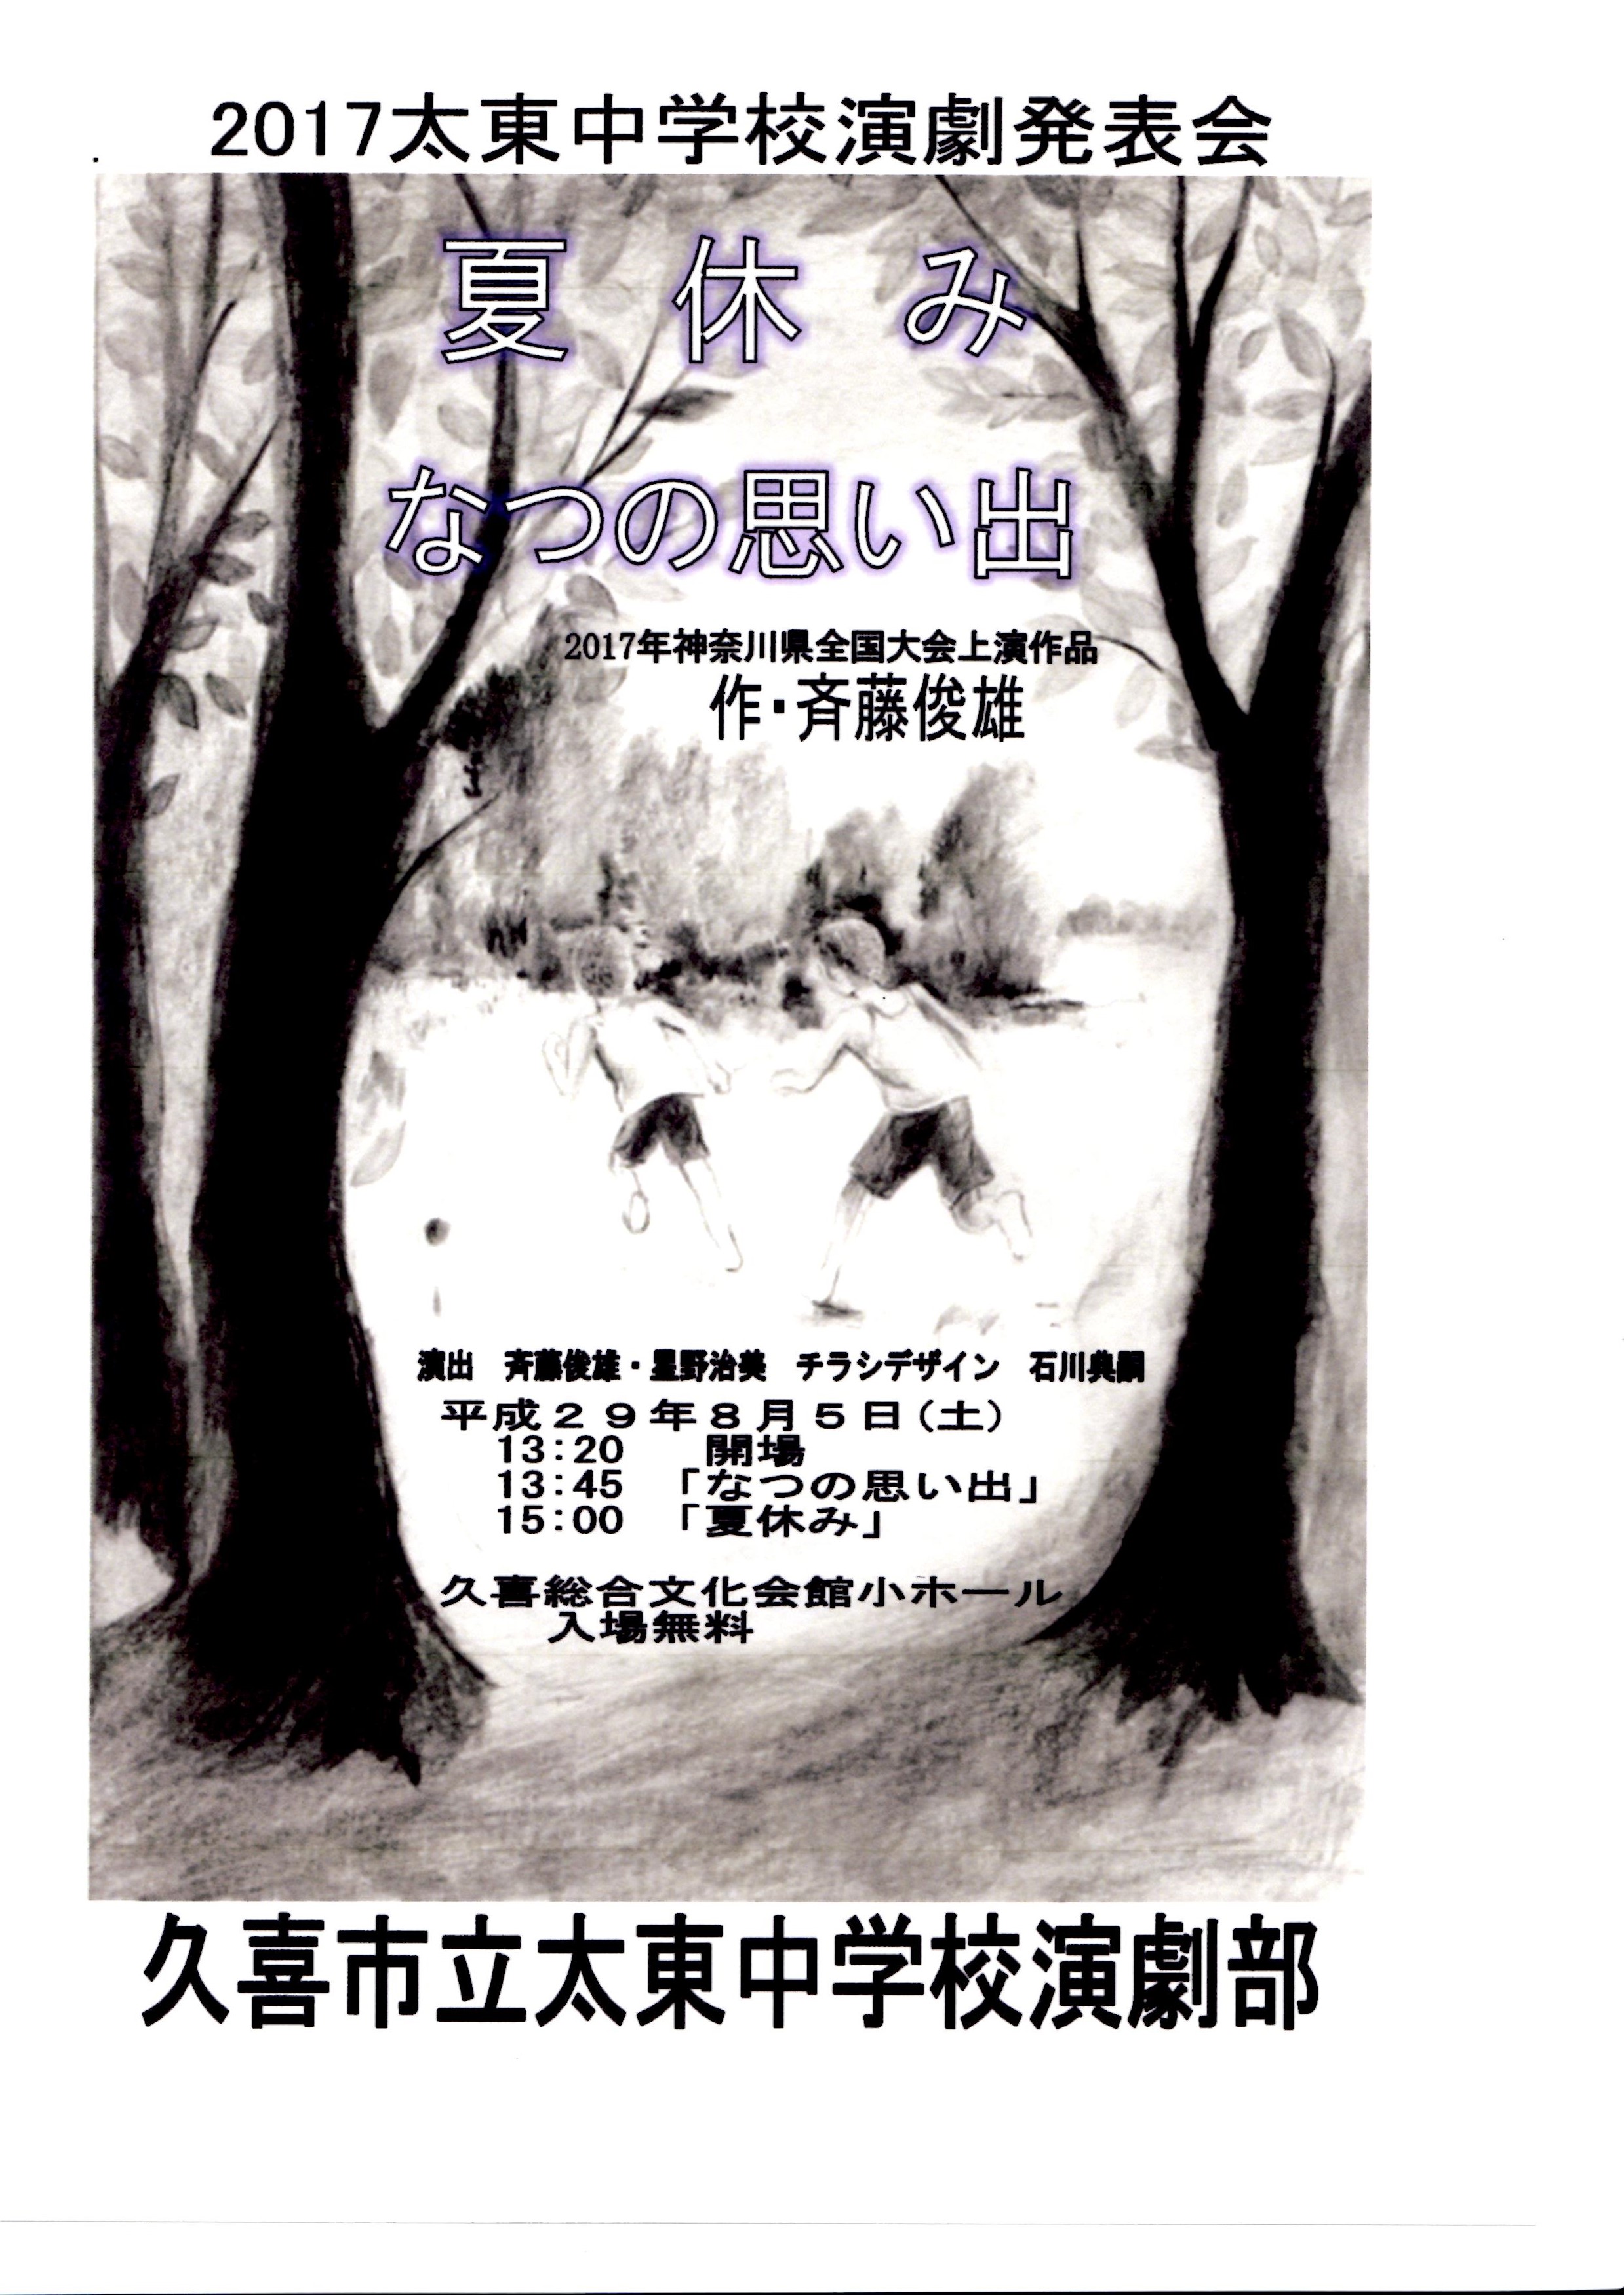 2017太東中学校演劇発表会
夏　休　み
なつの思い出
2017年神奈川県全国大会上演作品
作・斉藤俊雄
演出　斉藤俊雄・星野治美　チラシデザイン　石川典嗣
平成２９年８月５日（土）
13：20　　開場
13：45　「なつの思い出」
15：00　「夏休み」
久喜総合文化会館小ホール
入場無料
久喜市立太東中学校演劇部